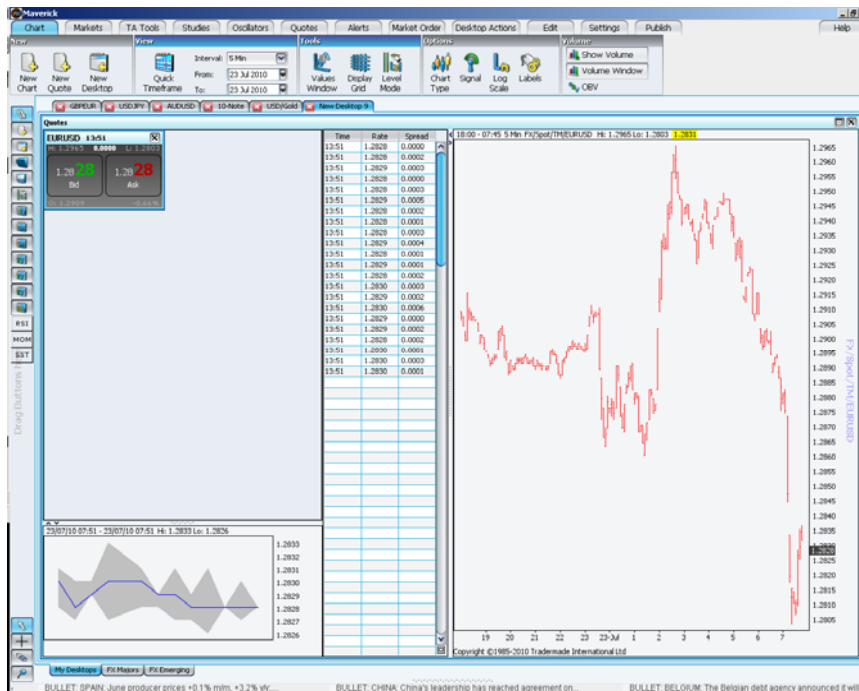 Maverick
Chart Markets TA Tools Studies Oscillators Quotes Alerts Market Order Desktop Actions Edit Settings Publish Help
New View Tools Options Volume
New Chart
New Quote
New Desktop
Quick Timeframe
Interval: 5 Min
From: 23 Jul 2010
To: 23 Jul 2010
Values Window
Display Grid
Level Mode
Chart Type
Signal
Log Scale
Labels
Show Volume
Volume Window
OBV
GBPEUR USDJPY AUDUSD 10-Note USD/Gold New Desktop 9
Quotes
EURUSD 13:51
H: 1.2965 0.0000 L: 1.2803
1.28 28 1.28 28
Bid Ask
O: 1.2909 -0.66%
Time Rate Spread
13:51 1.2828 0.0000
13:51 1.2828 0.0002
13:51 1.2829 0.0003
13:51 1.2828 0.0000
13:51 1.2828 0.0003
13:51 1.2829 0.0005
13:51 1.2828 0.0002
13:51 1.2828 0.0001
13:51 1.2828 0.0003
13:51 1.2829 0.0004
13:51 1.2828 0.0001
13:51 1.2829 0.0001
13:51 1.2828 0.0002
13:51 1.2830 0.0003
13:51 1.2829 0.0002
13:51 1.2830 0.0006
13:51 1.2829 0.0000
13:51 1.2829 0.0002
13:51 1.2828 0.0002
13:51 1.2830 0.0001
13:51 1.2830 0.0003
13:51 1.2830 0.0001
18:00 - 07:45 5 Min FX/Spot/TM/EURUSD Hi: 1.2965 Lo: 1.2803 1.2831
1.2965
1.2950
1.2945
1.2940
1.2935
1.2930
1.2925
1.2920
1.2915
1.2910
1.2905
1.2900
1.2895
1.2890
1.2885
1.2880
1.2875
1.2870
1.2865
1.2860
1.2855
1.2850
1.2845
1.2840
1.2835
1.2830
1.2828
1.2825
1.2820
1.2815
1.2810
1.2805
FX/Spot/TM/EURUSD
19 20 21 22 23 23-Jul 1 2 3 4 5 6 7
Copyright ©1985-2010 Tradermade International Ltd
RSI
MOM
SST
Drag Buttons
23/07/10 07:51 - 23/07/10 07:51 Hi: 1.2833 Lo: 1.2826
1.2833
1.2832
1.2831
1.2830
1.2829
1.2828
1.2827
1.2826
My Desktops FX Majors FX Emerging
BULLET: SPAIN: June producer prices +0.1% m/m, +3.2% y/y... BULLET: CHINA: China's leadership has reached agreement on... BULLET: BELGIUM: The Belgian debt agency announced it will